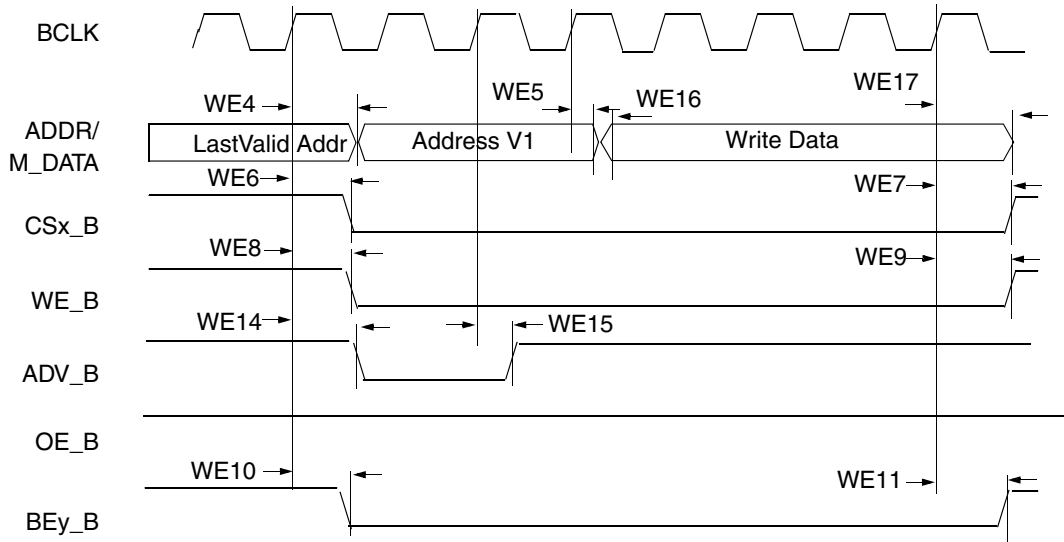 BCLK
WE4
WE5
WE16
WE17
ADDR/
M_DATA
LastValid Addr
Address V1
Write Data
WE6
WE7
CSx_B
WE8
WE9
WE_B
WE14
WE15
ADV_B
OE_B
WE10
WE11
BEy_B